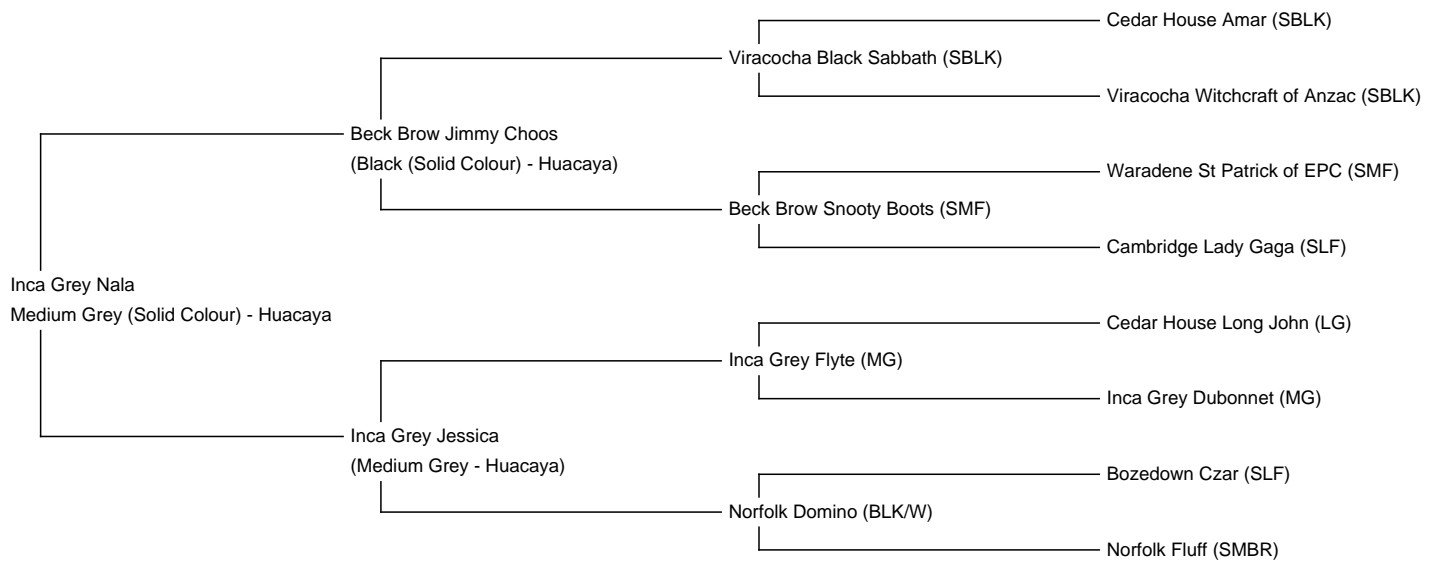 Cedar House Amar (SBLK)
Viracocha Black Sabbath (SBLK)
Viracocha Witchcraft of Anzac (SBLK)
Beck Brow Jimmy Choos
(Black (Solid Colour) - Huacaya)
Waradene St Patrick of EPC (SMF)
Beck Brow Snooty Boots (SMF)
Cambridge Lady Gaga (SLF)
Inca Grey Nala
Medium Grey (Solid Colour) - Huacaya
Cedar House Long John (LG)
Inca Grey Flyte (MG)
Inca Grey Dubonnet (MG)
Inca Grey Jessica
(Medium Grey - Huacaya)
Bozedown Czar (SLF)
Norfolk Domino (BLK/W)
Norfolk Fluff (SMBR)